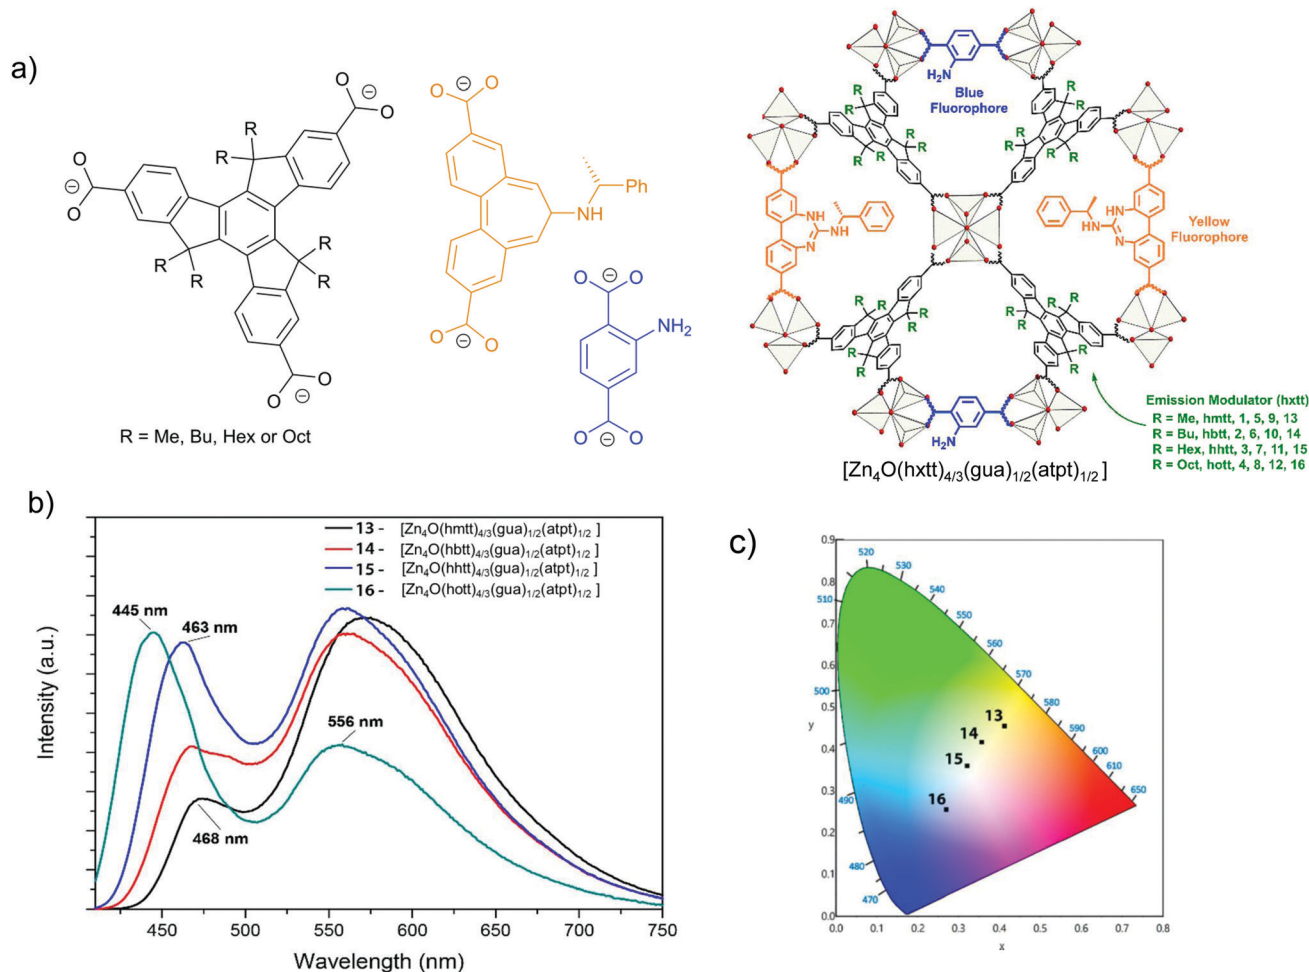 a)
O
O
⊖
R
R
O
⊖
O
R
R
R
R
O
O
⊖
R = Me, Bu, Hex or Oct
⊖
O
O
NH
Ph
O
O
⊖
⊖
O
O
NH2
O
O
⊖
H2N
Blue
Fluorophore
R R
R R
R
R
R R
R R
R
R
NH
N
NH
HN
HN
N
Yellow
Fluorophore
R R
R R
R
R
R R
R R
R
R
H2N
Emission Modulator (hxtt)
R = Me, hmtt, 1, 5, 9, 13
R = Bu, hbtt, 2, 6, 10, 14
R = Hex, hhtt, 3, 7, 11, 15
R = Oct, hott, 4, 8, 12, 16
[Zn4O(hxtt)4/3(gua)1/2(atpt)1/2 ]
b)
13 - [Zn4O(hmtt)4/3(gua)1/2(atpt)1/2 ]
14 - [Zn4O(hbtt)4/3(gua)1/2(atpt)1/2 ]
15 - [Zn4O(hhtt)4/3(gua)1/2(atpt)1/2 ]
16 - [Zn4O(hott)4/3(gua)1/2(atpt)1/2 ]
445 nm
463 nm
556 nm
468 nm
Intensity (a.u.)
450 500 550 600 650 700 750
Wavelength (nm)
c)
0.9
0.8
0.7
0.6
0.5
y
0.4
0.3
0.2
0.1
0.0
0.0 0.1 0.2 0.3 0.4 0.5 0.6 0.7 0.8
x
520
530
540
550
560
570
580
590
600
610
650
510
500
490
480
470
13
14
15
16